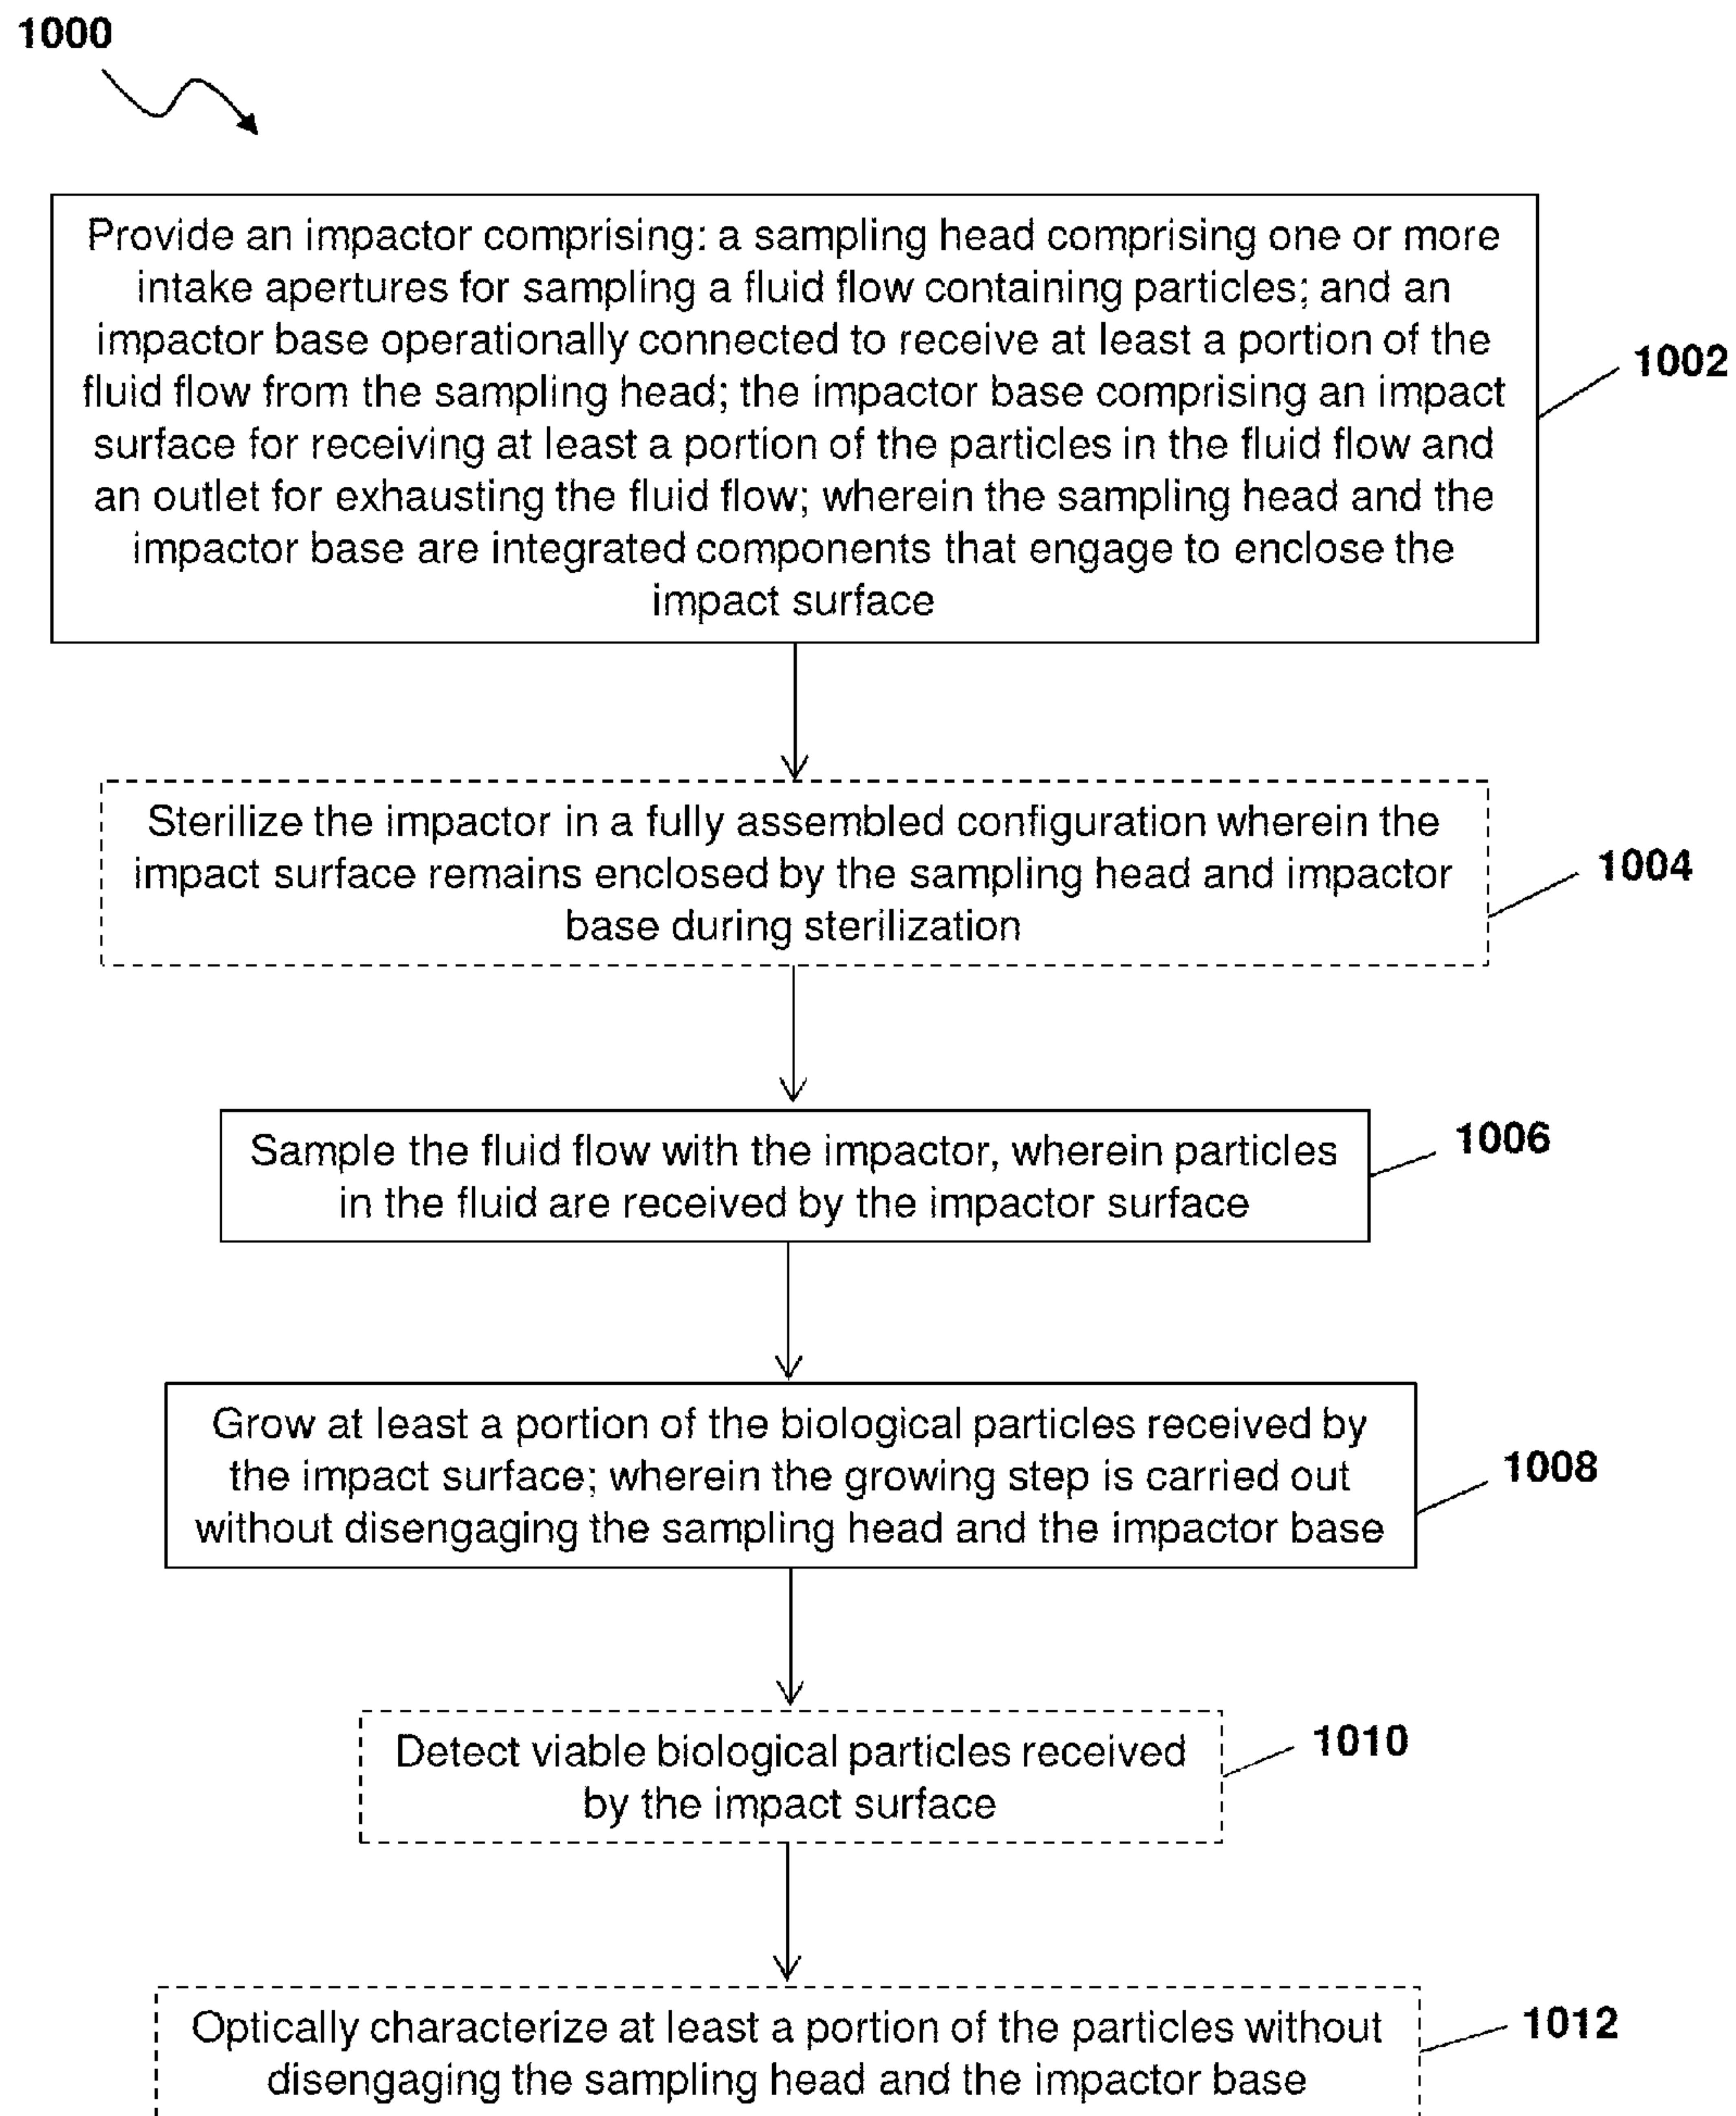 1000
Provide an impactor comprising: a sampling head comprising one or more
intake apertures for sampling a fluid flow containing particles; and an
impactor base operationally connected to receive at least a portion of the
fluid flow from the sampling head; the impactor base comprising an impact
surface for receiving at least a portion of the particles in the fluid flow and
an outlet for exhausting the fluid flow; wherein the sampling head and the
impactor base are integrated components that engage to enclose the
impact surface
1002
Sterilize the impactor in a fully assembled configuration wherein the
impact surface remains enclosed by the sampling head and impactor
base during sterilization
1004
Sample the fluid flow with the impactor, wherein particles
in the fluid are received by the impactor surface
1006
Grow at least a portion of the biological particles received by
the impact surface; wherein the growing step is carried out
without disengaging the sampling head and the impactor base
1008
Detect viable biological particles received
by the impact surface
1010
Optically characterize at least a portion of the particles without
disengaging the sampling head and the impactor base
1012